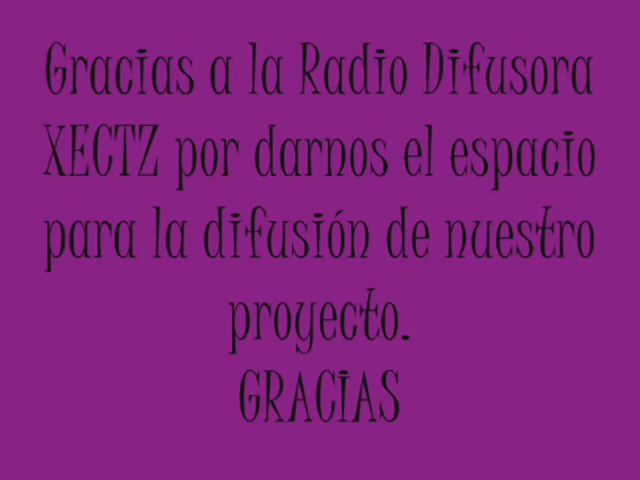 Gracias a la Radio Difusora
XECTZ por darnos el espacio
para la difusión de nuestro
proyecto.
GRACiAS